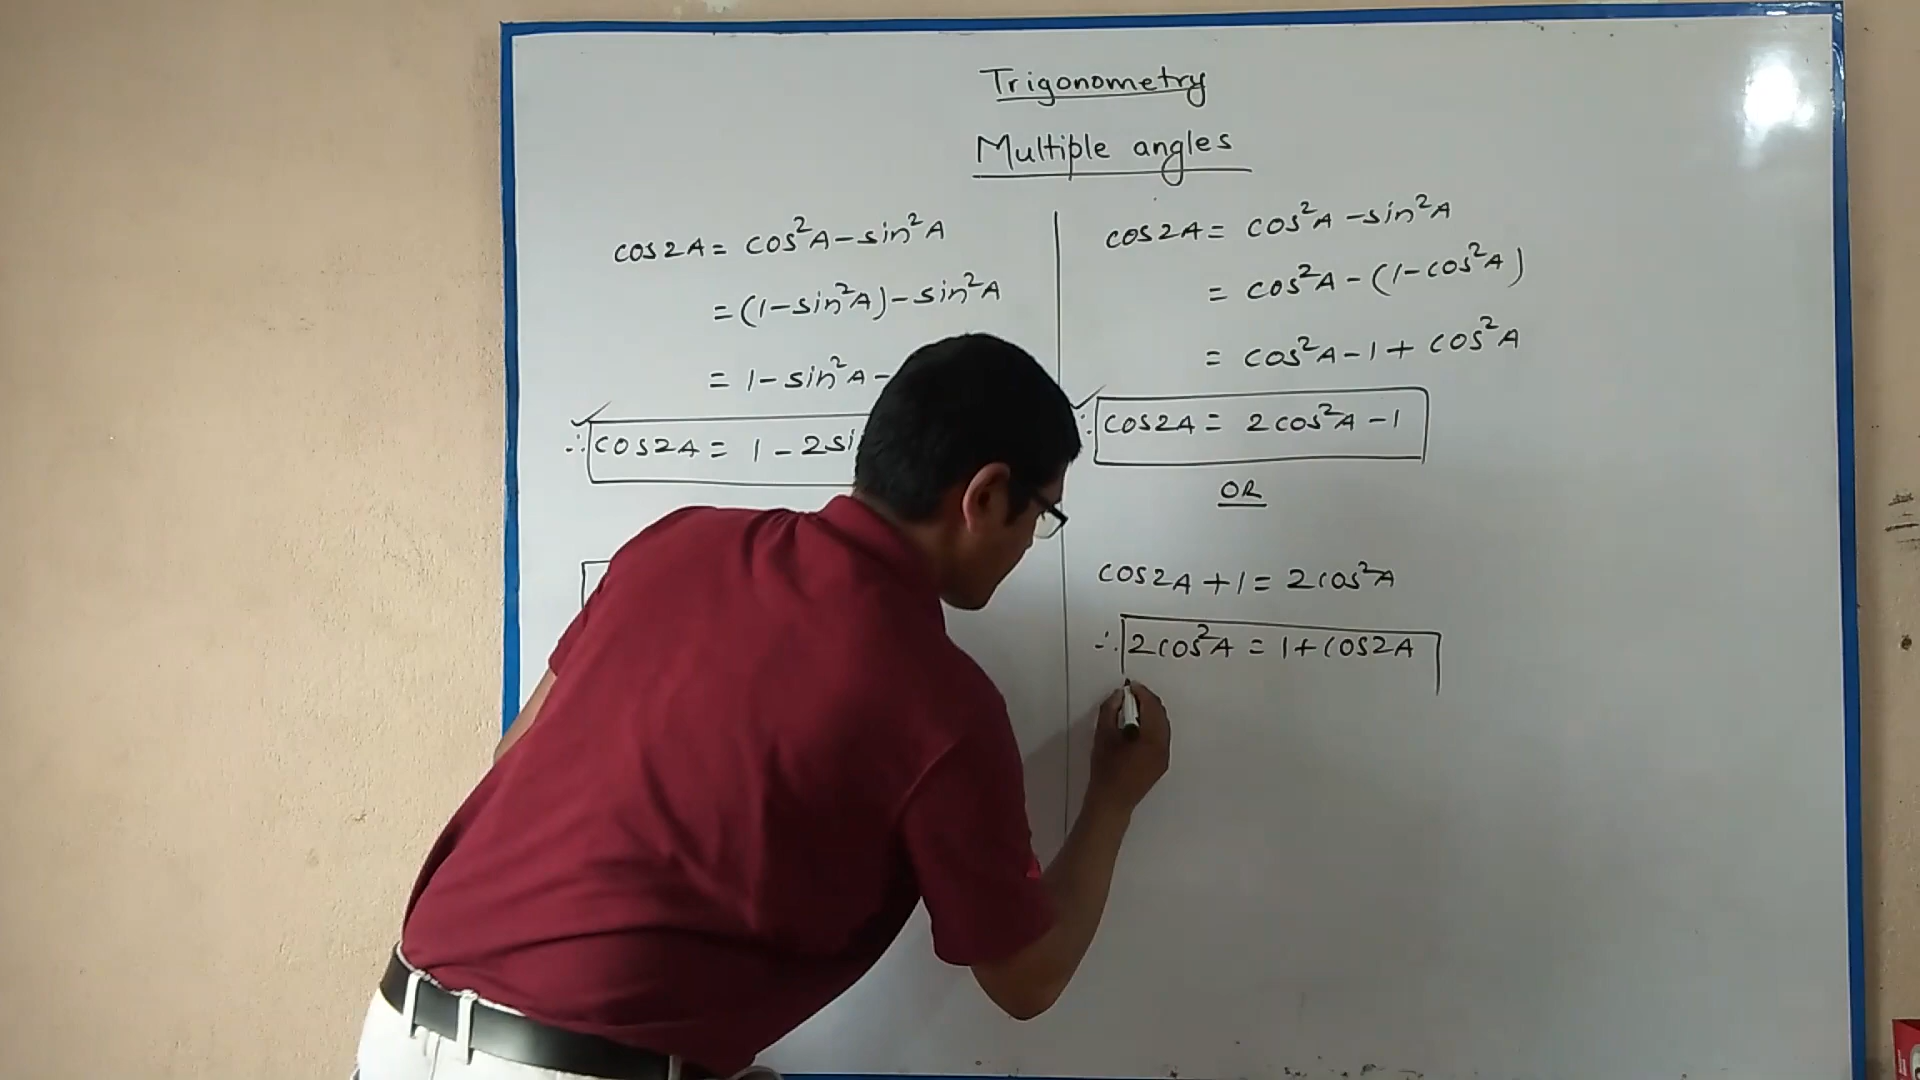 Trigonometry
Multiple angles
cos2A = cos²A - sin²A
= (1 - sin²A) - sin²A
= 1 - sin²A -
∴ cos2A = 1 - 2si
cos2A = cos²A - sin²A
= cos²A - (1 - cos²A)
= cos²A - 1 + cos²A
∴ cos2A = 2cos²A - 1
OR
cos2A + 1 = 2cos²A
∴ 2cos²A = 1 + cos2A